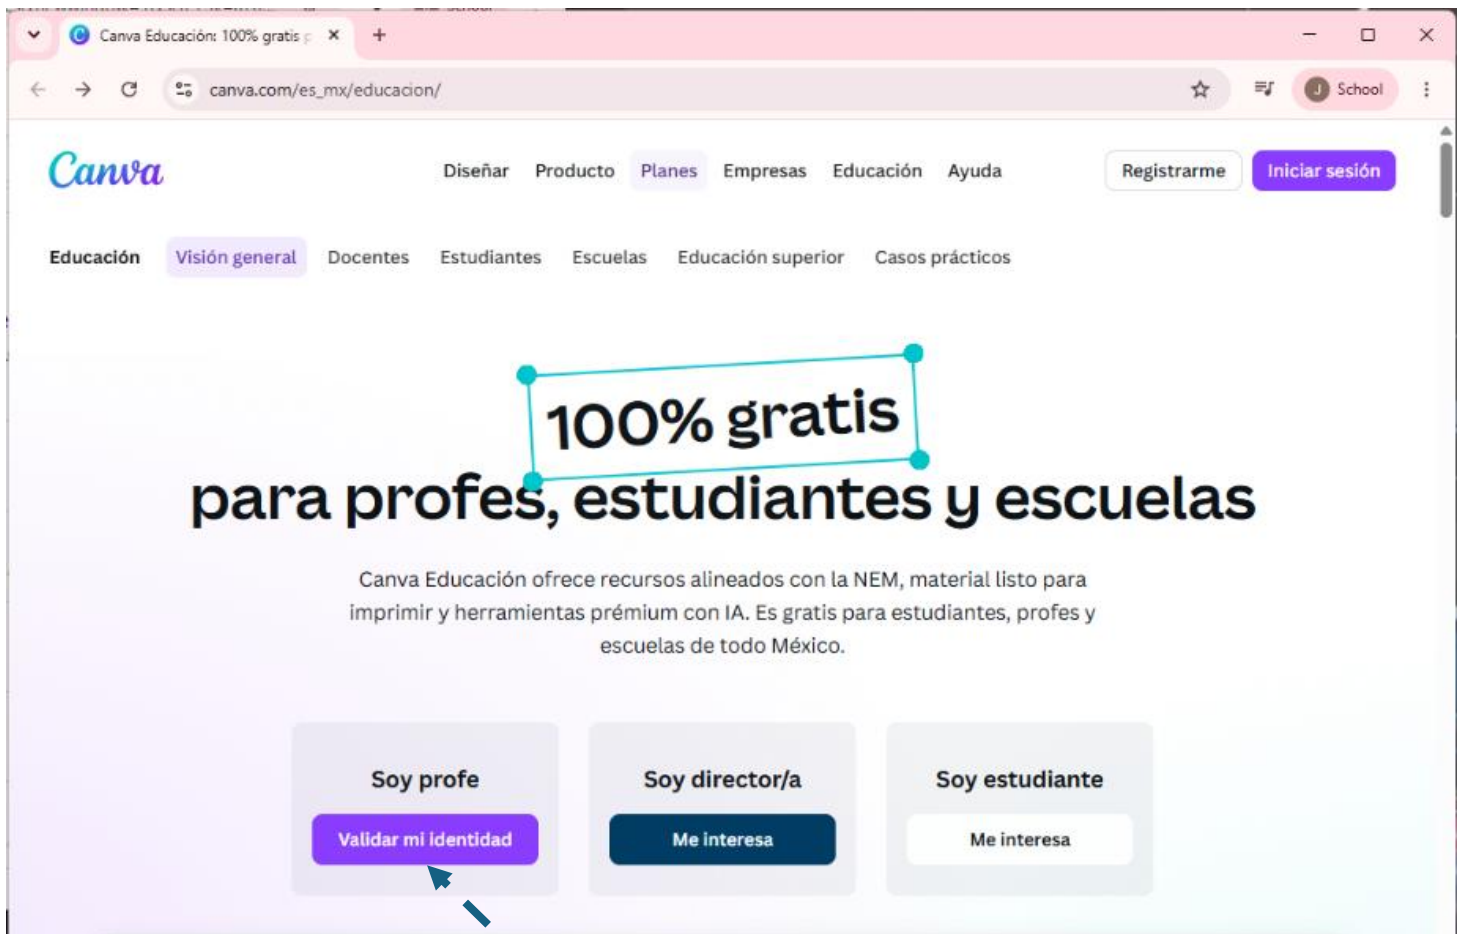 Canva Educación: 100% gratis p
canva.com/es_mx/educacion/
J School
Canva
Diseñar Producto Planes Empresas Educación Ayuda Registrarme Iniciar sesión
Educación Visión general Docentes Estudiantes Escuelas Educación superior Casos prácticos
100% gratis
para profes, estudiantes y escuelas
Canva Educación ofrece recursos alineados con la NEM, material listo para
imprimir y herramientas prémium con IA. Es gratis para estudiantes, profes y
escuelas de todo México.
Soy profe Soy director/a Soy estudiante
Validar mi identidad Me interesa Me interesa